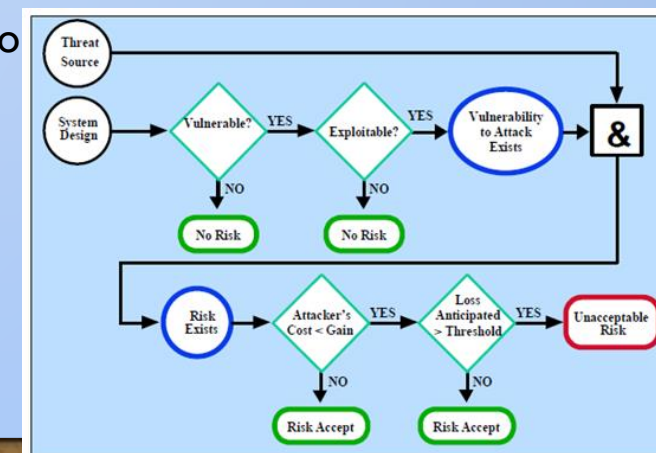 o
Threat
Source
System
Design
Vulnerable?
YES
Exploitable?
YES
Vulnerability
to Attack
Exists
&
NO
NO
No Risk
No Risk
Risk
Exists
Attacker's
Cost < Gain
YES
Loss
Anticipated
> Threshold
YES
Unacceptable
Risk
NO
NO
Risk Accept
Risk Accept